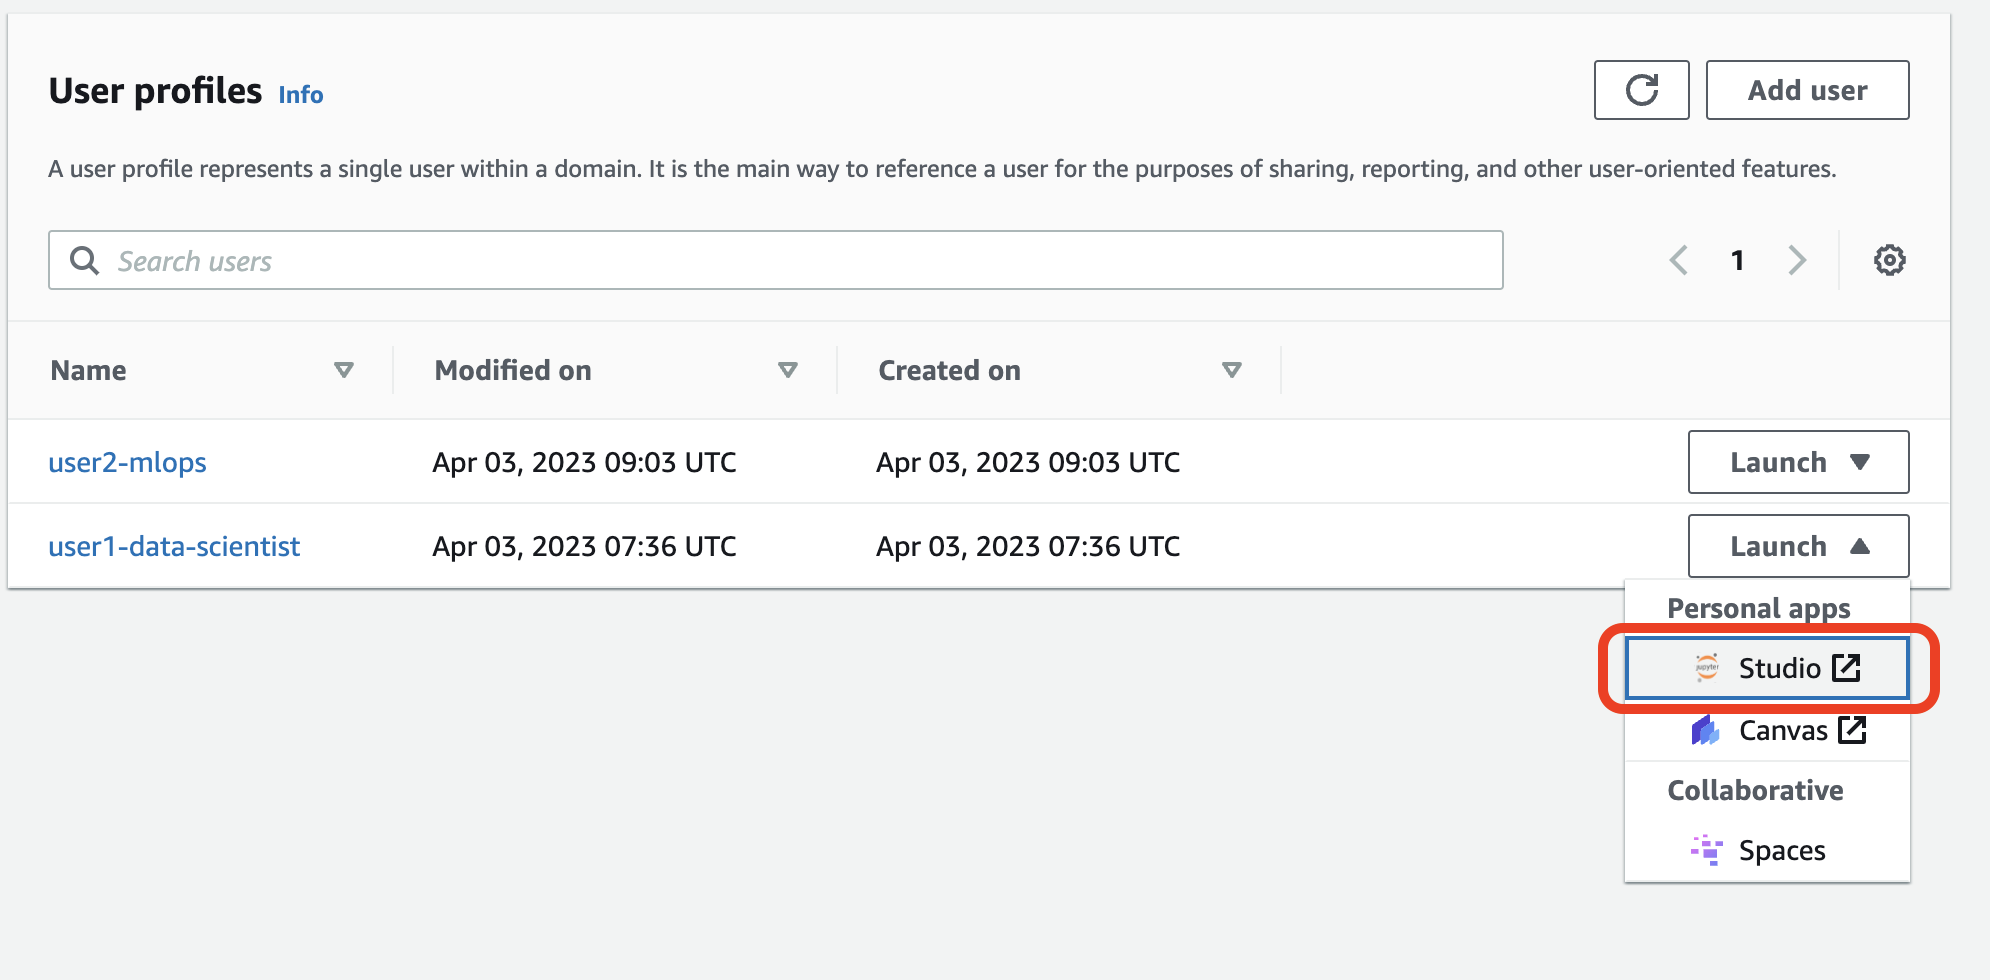 User profiles Info
Add user
A user profile represents a single user within a domain. It is the main way to reference a user for the purposes of sharing, reporting, and other user-oriented features.
Search users
1
Name Modified on Created on
user2-mlops Apr 03, 2023 09:03 UTC Apr 03, 2023 09:03 UTC Launch
user1-data-scientist Apr 03, 2023 07:36 UTC Apr 03, 2023 07:36 UTC Launch
Personal apps
jupyter Studio
Canvas
Collaborative
Spaces